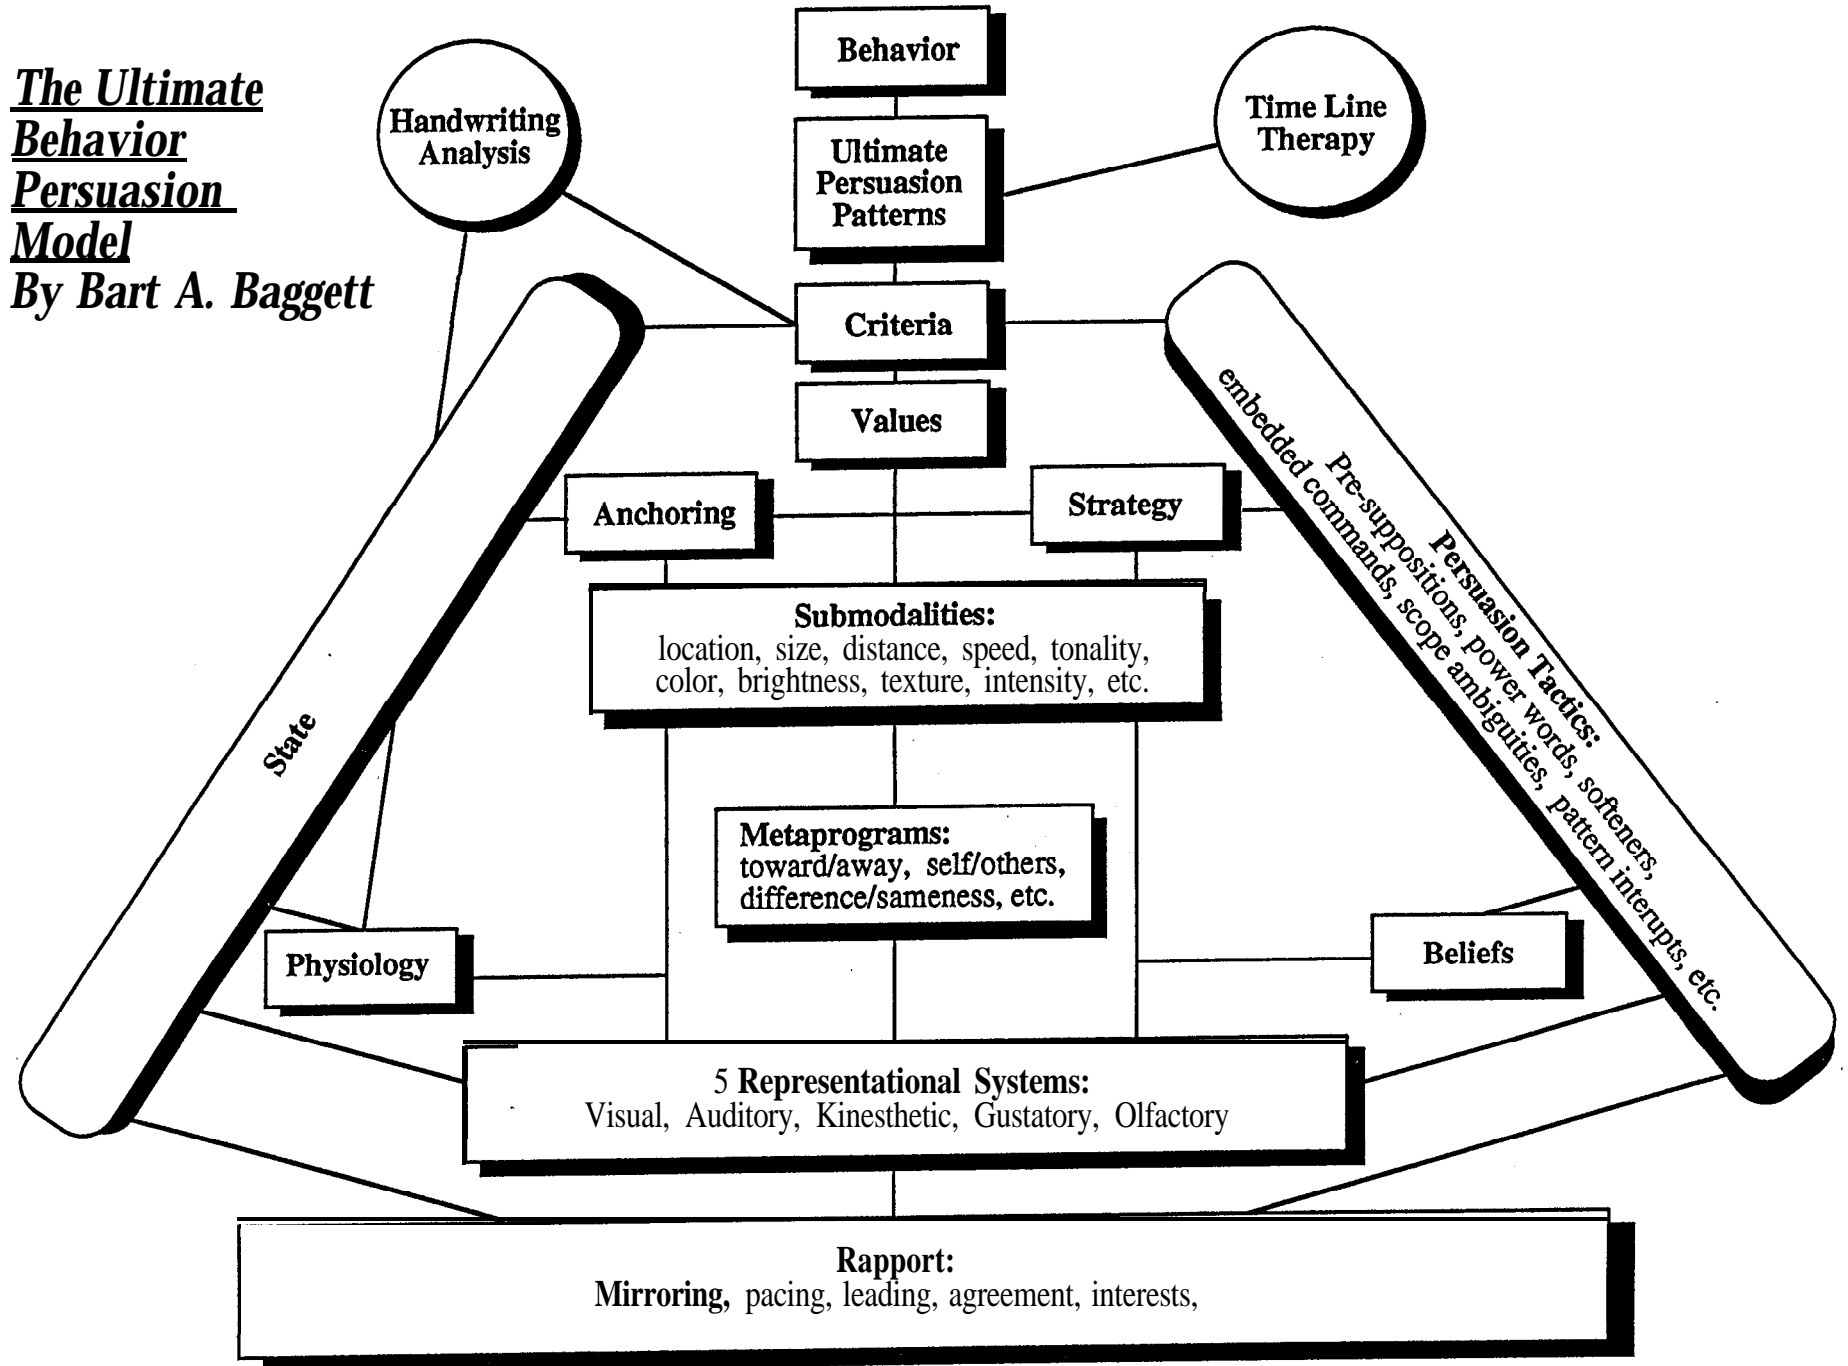 The Ultimate
Behavior
Persuasion
Model
By Bart A. Baggett
Handwriting
Analysis
Behavior
Time Line
Therapy
Ultimate
Persuasion
Patterns
Criteria
Values
Anchoring
Strategy
State
Persuasion Tactics:
Pre-suppositions, power words, softeners,
embedded commands, scope ambiguities, pattern interupts, etc.
Submodalities:
location, size, distance, speed, tonality,
color, brightness, texture, intensity, etc.
Metaprograms:
toward/away, self/others,
difference/sameness, etc.
Physiology
Beliefs
5 Representational Systems:
Visual, Auditory, Kinesthetic, Gustatory, Olfactory
Rapport:
Mirroring, pacing, leading, agreement, interests,